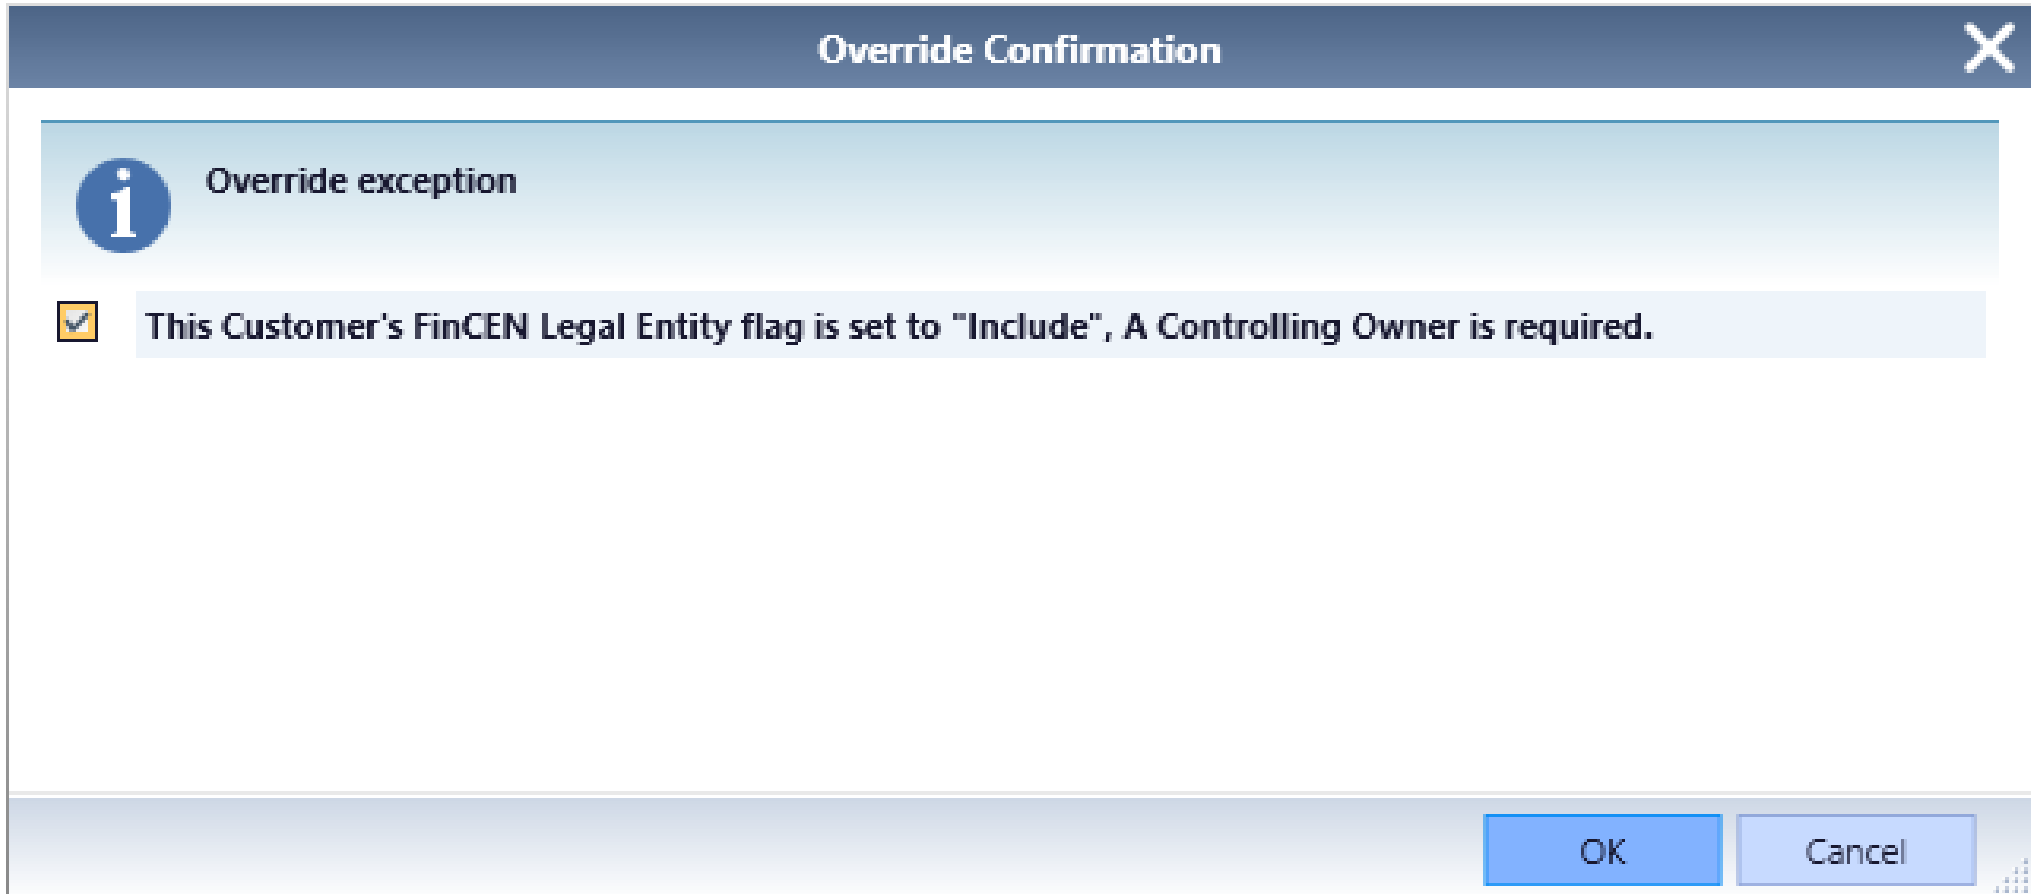 Override Confirmation
Override exception
This Customer's FinCEN Legal Entity flag is set to "Include", A Controlling Owner is required.
OK
Cancel